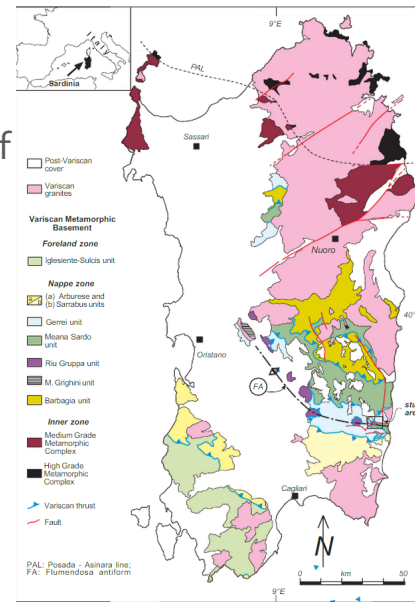 9°E
Italy
Sardinia
PAL
f
Sassari
Post-Variscan
cover
Variscan
granites
Variscan Metamorphic
Basement
Foreland zone
Iglesiente-Sulcis unit
Nappe zone
(a) Arburese and
(b) Sarrabus units
Gerrei unit
Meana Sardo
unit
Riu Gruppa unit
M. Grighini unit
Barbagia unit
Inner zone
Medium Grade
Metamorphic
Complex
High Grade
Metamorphic
Complex
Variscan thrust
Fault
Nuoro
40°
Oristano
FA
stu
are
Cagliari
N
0 km 50
PAL: Posada - Asinara line;
FA: Flumendosa antiform
9°E